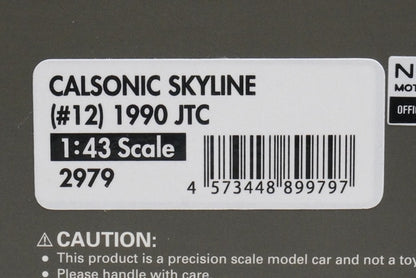 CALSONIC SKYLINE
(#12) 1990 JTC
1:43 Scale
2979
4 573448 899797
CAUTION:
• This product is a precision scale model car and not a toy
• Please handle with care.